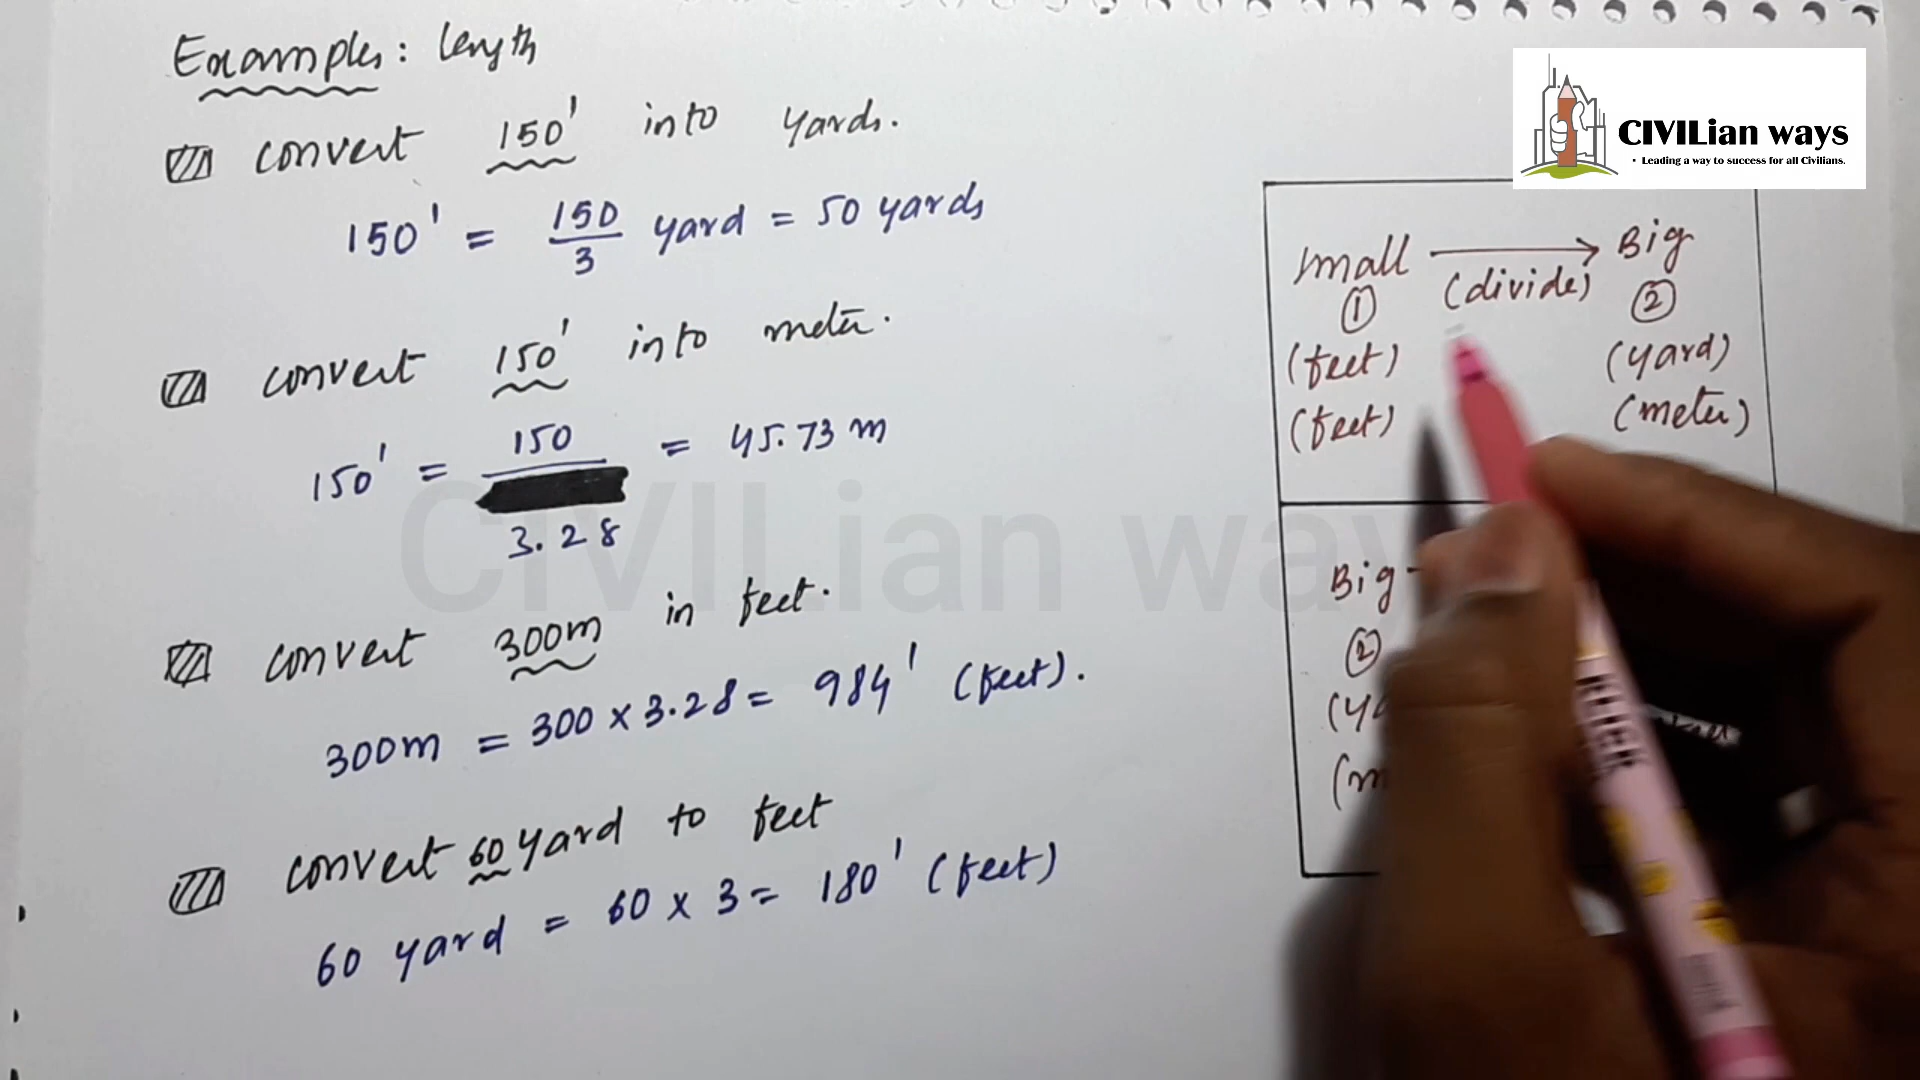 Examples: length
convert 150' into yards.
150' = 150/3 yard = 50 yards
convert 150' into meter.
150' = 150/3.28 = 45.73 m
convert 300m in feet.
300m = 300 x 3.28 = 984' (feet).
convert 60 yard to feet
60 yard = 60 x 3 = 180' (feet)
CIVILian ways
• Leading a way to success for all Civilians.
small → Big
(divide)
① ②
(feet) (yard)
(feet) (meter)
Big
②
CIVILian way